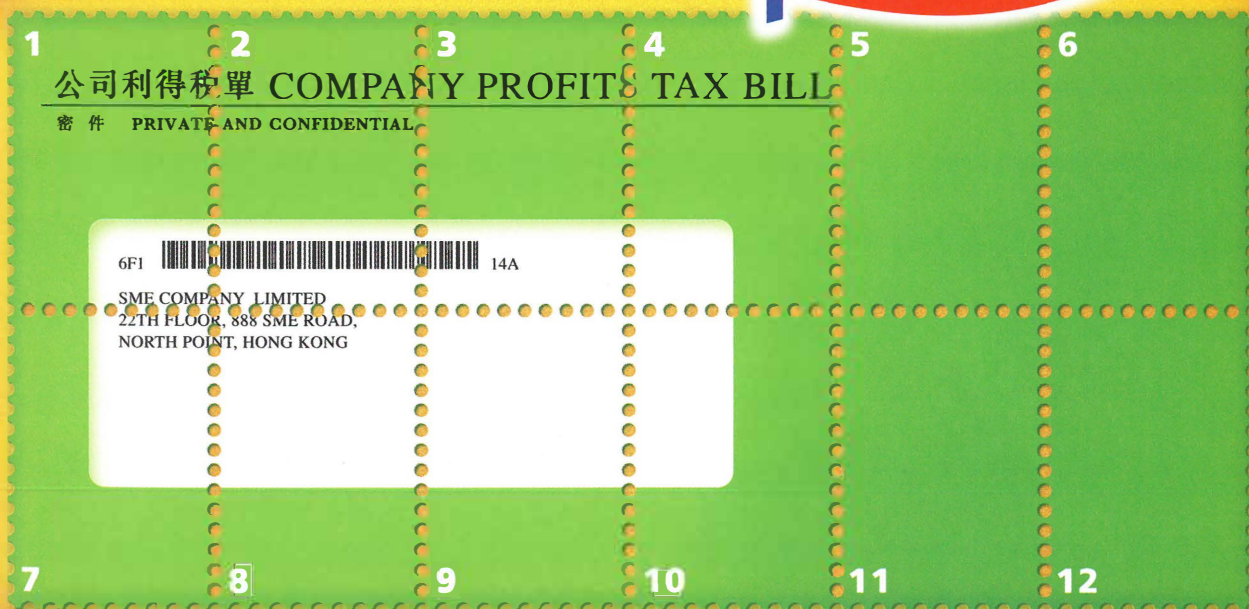 1 2 3 4 5 6
公司利得稅單 COMPANY PROFITS TAX BILL
密件 PRIVATE AND CONFIDENTIAL
6F1 14A
SME COMPANY LIMITED
22TH FLOOR, 888 SME ROAD,
NORTH POINT, HONG KONG
7 8 9 10 11 12